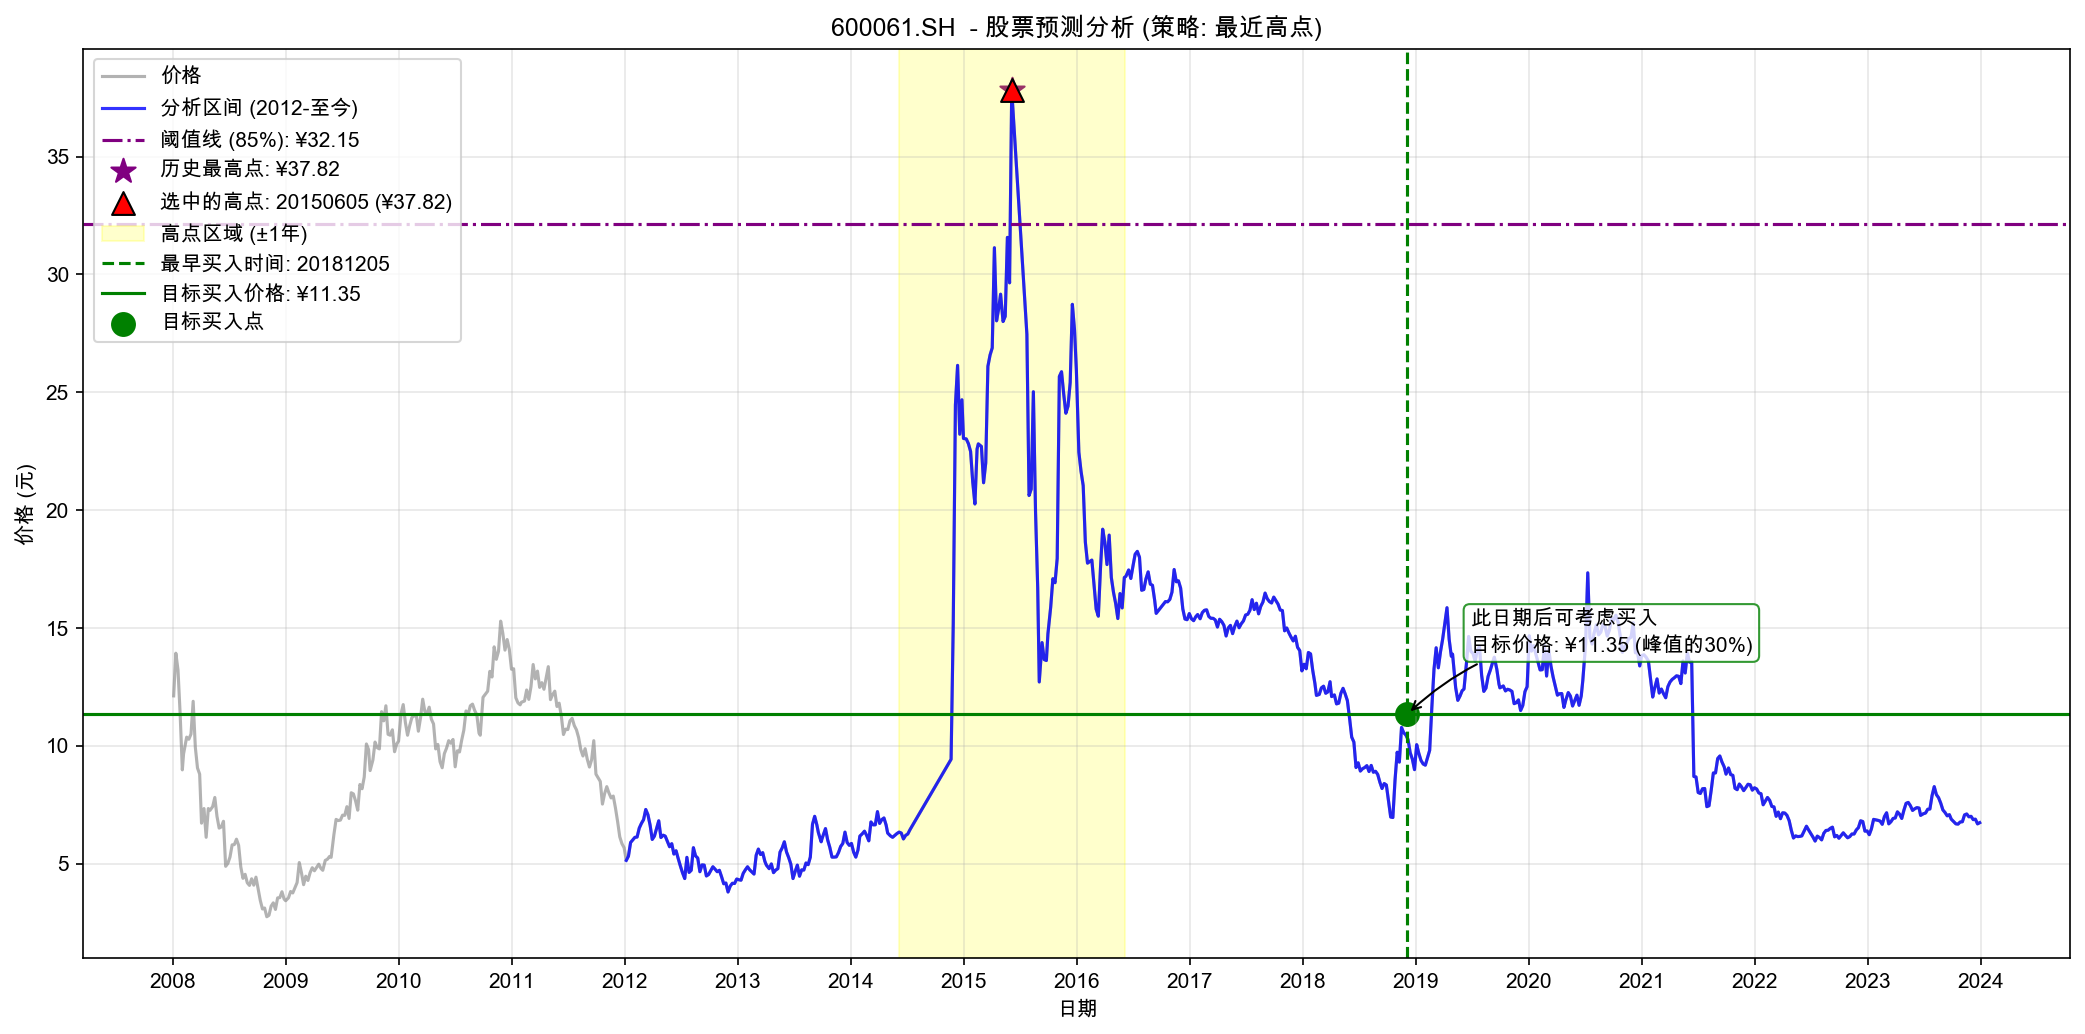 600061.SH - 股票预测分析 (策略: 最近高点)
价格
分析区间 (2012-至今)
阈值线 (85%): ¥32.15
历史最高点: ¥37.82
选中的高点: 20150605 (¥37.82)
高点区域 (±1年)
最早买入时间: 20181205
目标买入价格: ¥11.35
目标买入点
35
30
25
20
15
10
5
价格 (元)
此日期后可考虑买入
目标价格: ¥11.35 (峰值的30%)
2008 2009 2010 2011 2012 2013 2014 2015 2016 2017 2018 2019 2020 2021 2022 2023 2024
日期